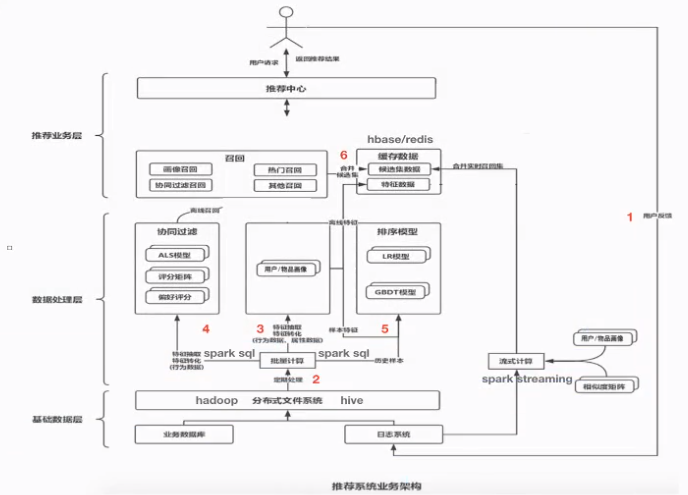 用户请求
返回推荐结果
推荐中心
推荐业务层
hbase/redis
召回
6
缓存数据
画像召回
热门召回
合并
候选集
候选集数据
合并实时召回集
协同过滤召回
其他召回
特征数据
离线召回
1
用户反馈
协同过滤
离线特征
排序模型
ALS模型
LR模型
用户/物品画像
评分矩阵
数据处理层
偏好评分
GBDT模型
4
3
特征抽取
特征转化
(行为数据、属性数据)
样本特征
5
用户/物品画像
特征抽取
特征转化
(行为数据)
spark sql
批量计算
spark sql
历史样本
流式计算
定期处理
2
spark streaming
相似度矩阵
hadoop
分布式文件系统
hive
基础数据层
业务数据库
日志系统
推荐系统业务架构